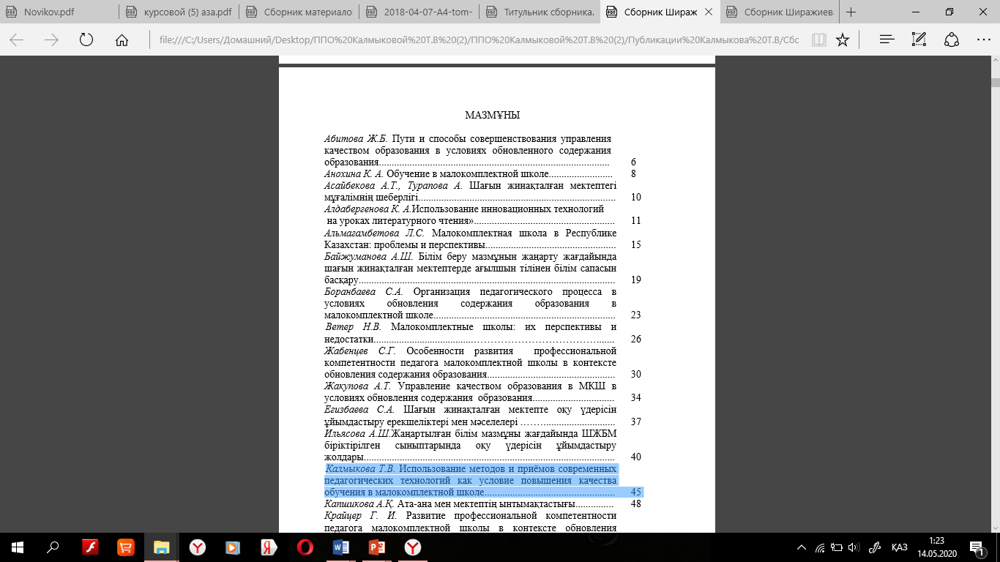 Novikov.pdf
курсовой (5) аза.pdf
Сборник материало
2018-04-07-A4-tom-
Титульник сборника.
Сборник Шираж
Сборник Ширажиев
file:///C:/Users/Домашний/Desktop/ППО%20Калмыковой%20Т.В%20(2)/ППО%20Калмыковой%20Т.В%20(2)/Публикации%20Калмыкова%20Т.В/Сбс
МАЗМҰНЫ
Абитова Ж.Б. Пути и способы совершенствования управления
качеством образования в условиях обновленного содержания
образования.......................................................................................... 6
Анохина К. А. Обучение в малокомплектной школе......................... 8
Асайбекова А.Т., Турапова А. Шағын жинақталған мектептегі
мұғалімнің шеберлігі............................................................................. 10
Алдабергенова К. А.Использование инновационных технологий
на уроках литературного чтения»....................................................... 11
Альмагамбетова Л.С. Малокомплектная школа в Республике
Казахстан: проблемы и перспективы................................................... 15
Байжуманова А.Ш. Білім беру мазмұнын жаңарту жағдайында
шағын жинақталған мектептерде ағылшын тілінен білім сапасын
басқару.................................................................................................... 19
Боранбаева С.А. Организация педагогического процесса в
условиях обновления содержания образования в
малокомплектной школе....................................................................... 23
Ветер Н.В. Малокомплектные школы: их перспективы и
недостатки.......................................……………………………....... 26
Жабенцев С.Г. Особенности развития профессиональной
компетентности педагога малокомплектной школы в контексте
обновления содержания образования.................................................. 30
Жакупова А.Т. Управление качеством образования в МКШ в
условиях обновления содержания образования................................ 34
Егизбаева С.А. Шағын жинақталған мектепте оқу үдерісін
ұйымдастыру ерекшеліктері мен мәселелері ……............................ 37
Ильясова А.Ш.Жаңартылған білім мазмұны жағдайында ШЖБМ
біріктірілген сыныптарында оқу үдерісін ұйымдастыру
жолдары.................................................................................................. 40
Калмыкова Т.В. Использование методов и приёмов современных
педагогических технологий как условие повышения качества
обучения в малокомплектной школе................................................... 45
Капшикова А.Қ. Ата-ана мен мектептің ынтымақтастығы............... 48
Крайцер Г. И. Развитие профессиональной компетентности
педагога малокомплектной школы в контексте обновления
ҚАЗ
1:23
14.05.2020
1